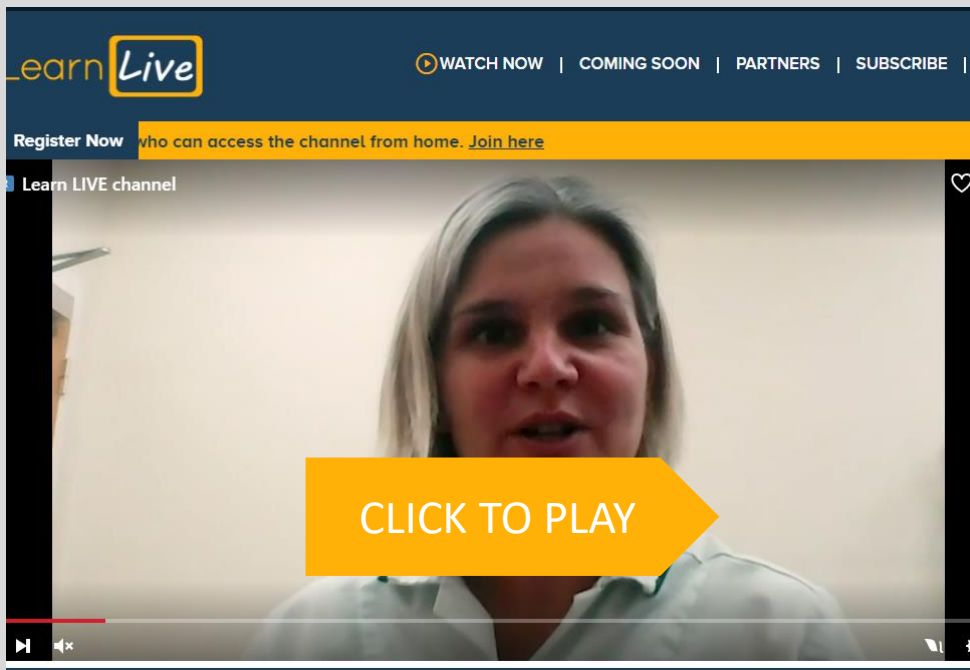 earn Live
WATCH NOW | COMING SOON | PARTNERS | SUBSCRIBE |
Register Now who can access the channel from home. Join here
Learn LIVE channel
CLICK TO PLAY